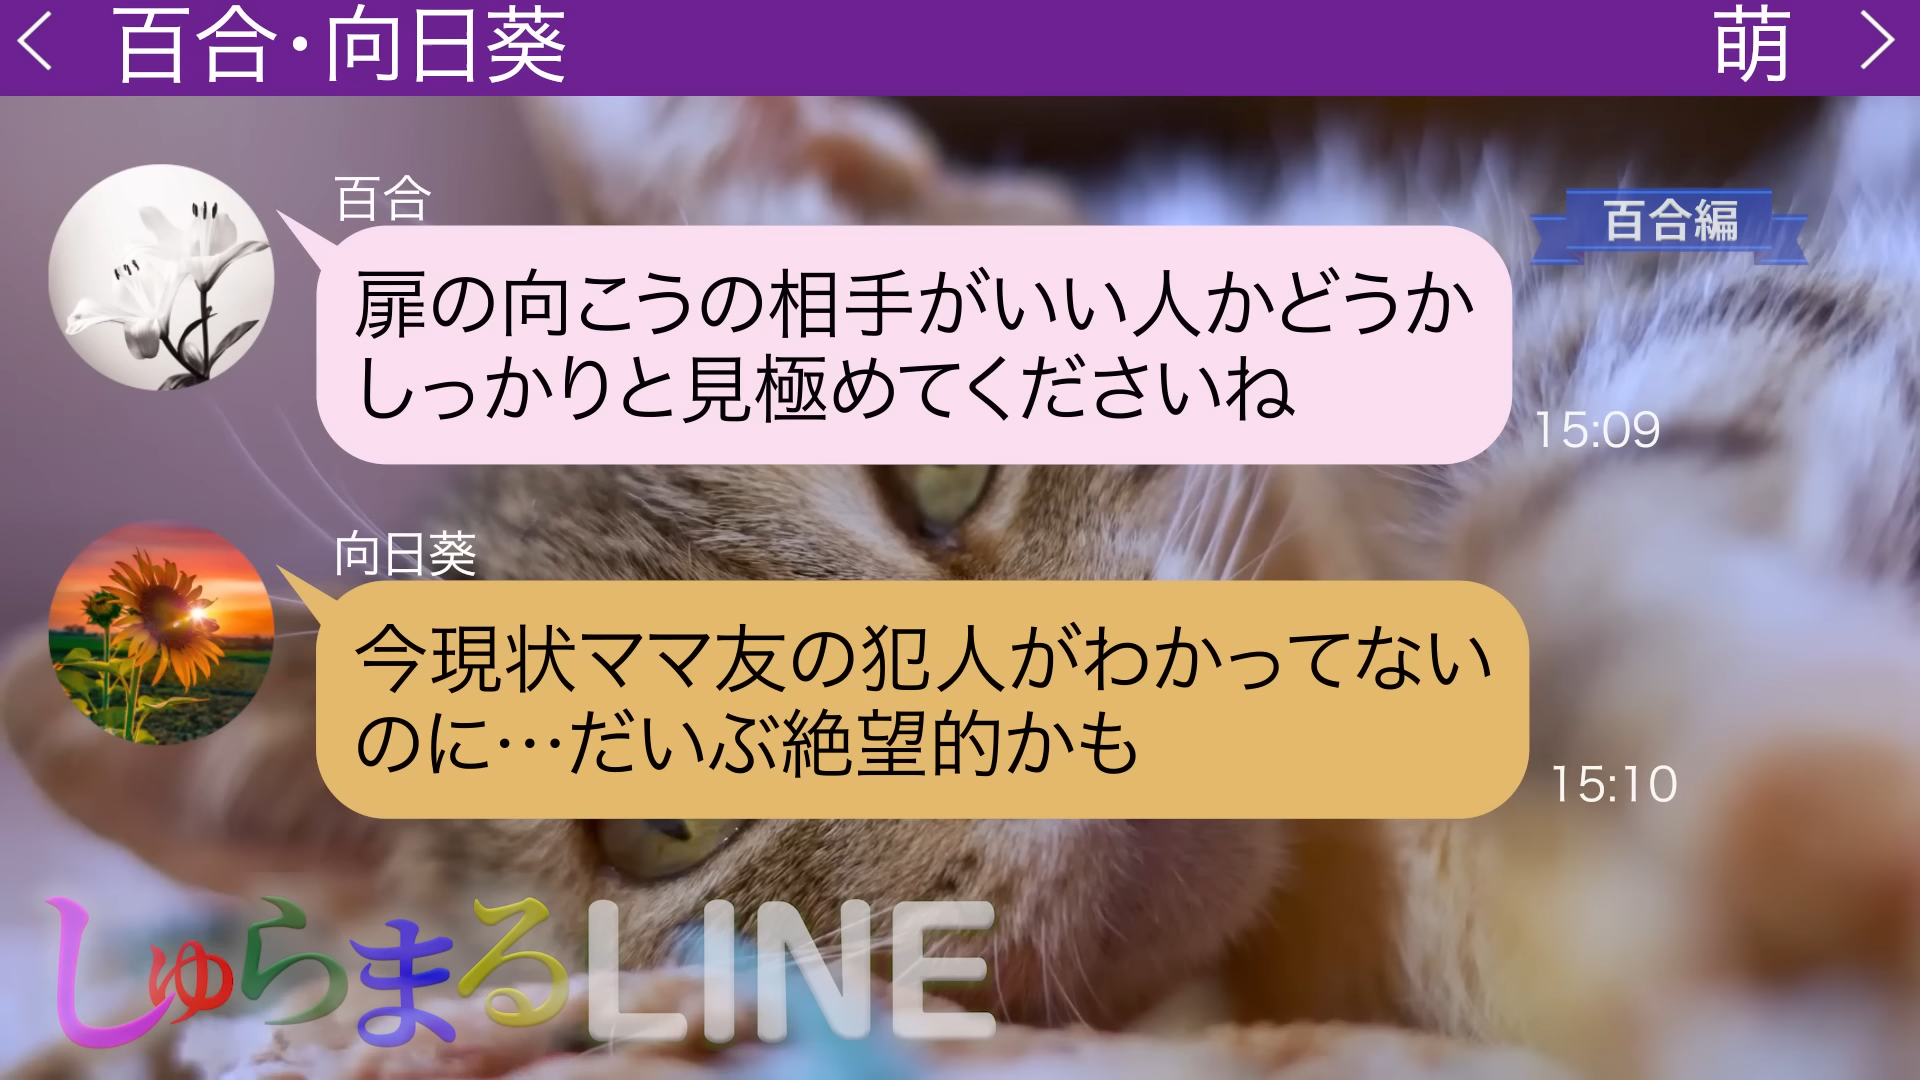 百合・向日葵
萌
百合
百合編
扉の向こうの相手がいい人かどうか
しっかりと見極めてくださいね
15:09
向日葵
今現状ママ友の犯人がわかってない
のに…だいぶ絶望的かも
15:10
しゅらまるLINE